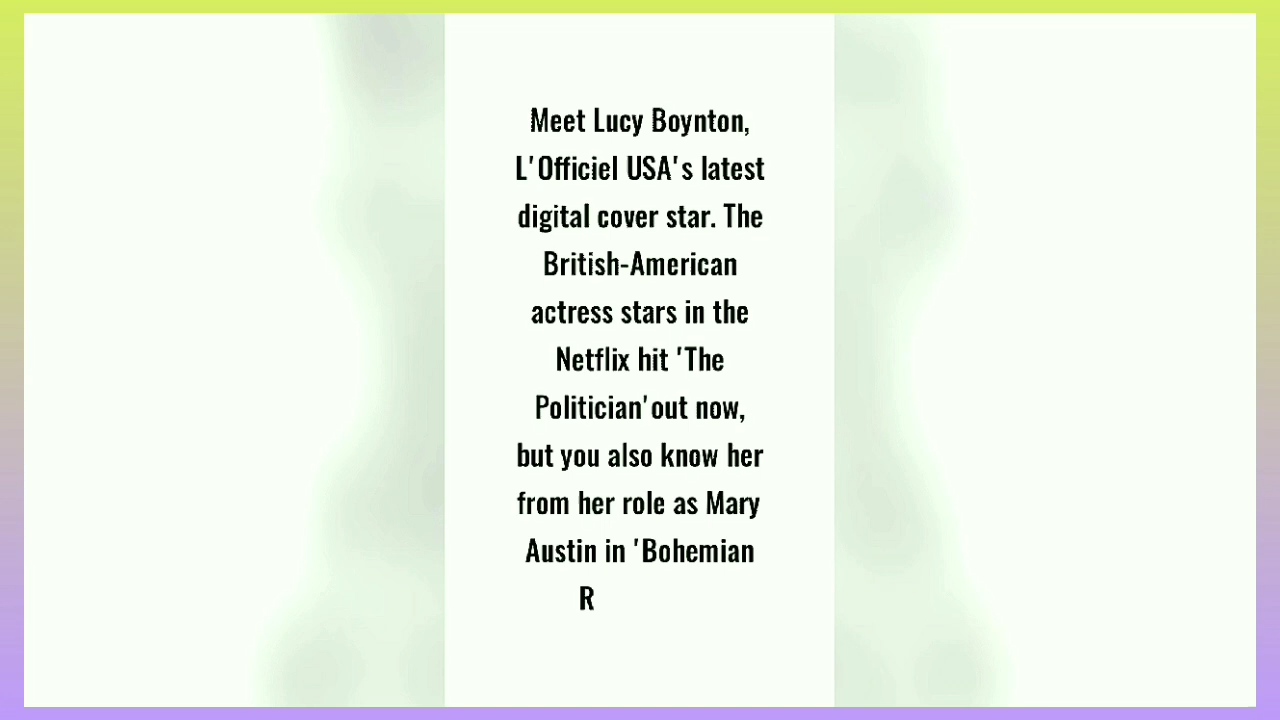 Meet Lucy Boynton,
L'Officiel USA's latest
digital cover star. The
British-American
actress stars in the
Netflix hit 'The
Politician'out now,
but you also know her
from her role as Mary
Austin in 'Bohemian
R